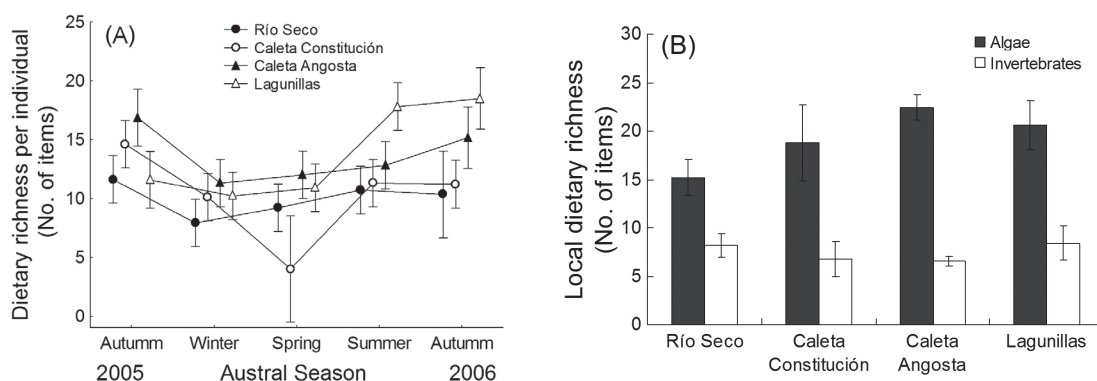 (A)
Río Seco
Caleta Constitución
Caleta Angosta
Lagunillas
Dietary richness per individual
(No. of items)
25
20
15
10
5
0
Autumm Winter Spring Summer Autumm
2005 Austral Season 2006
(B)
Algae
Invertebrates
Local dietary richness
(No. of items)
30
25
20
15
10
5
0
Río Seco Caleta Constitución Caleta Angosta Lagunillas